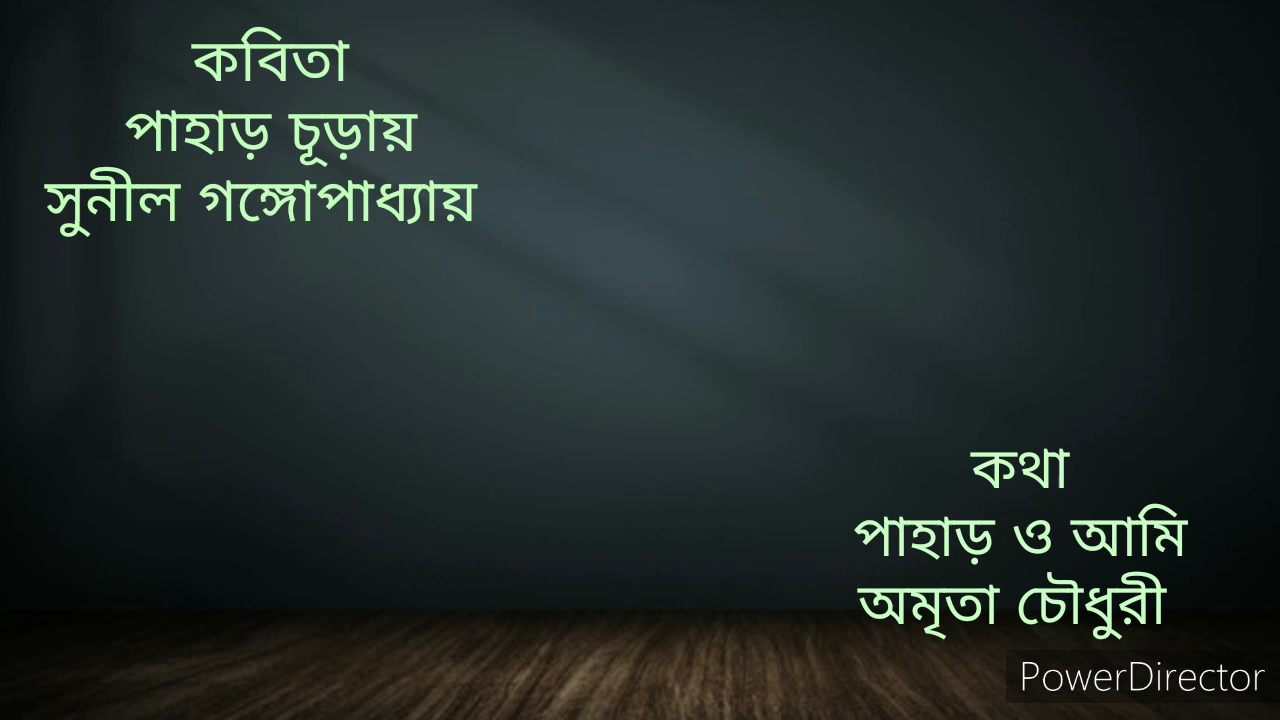 কবিতা
পাহাড় চূড়ায়
সুনীল গঙ্গোপাধ্যায়
কথা
পাহাড় ও আমি
অমৃতা চৌধুরী
PowerDirector